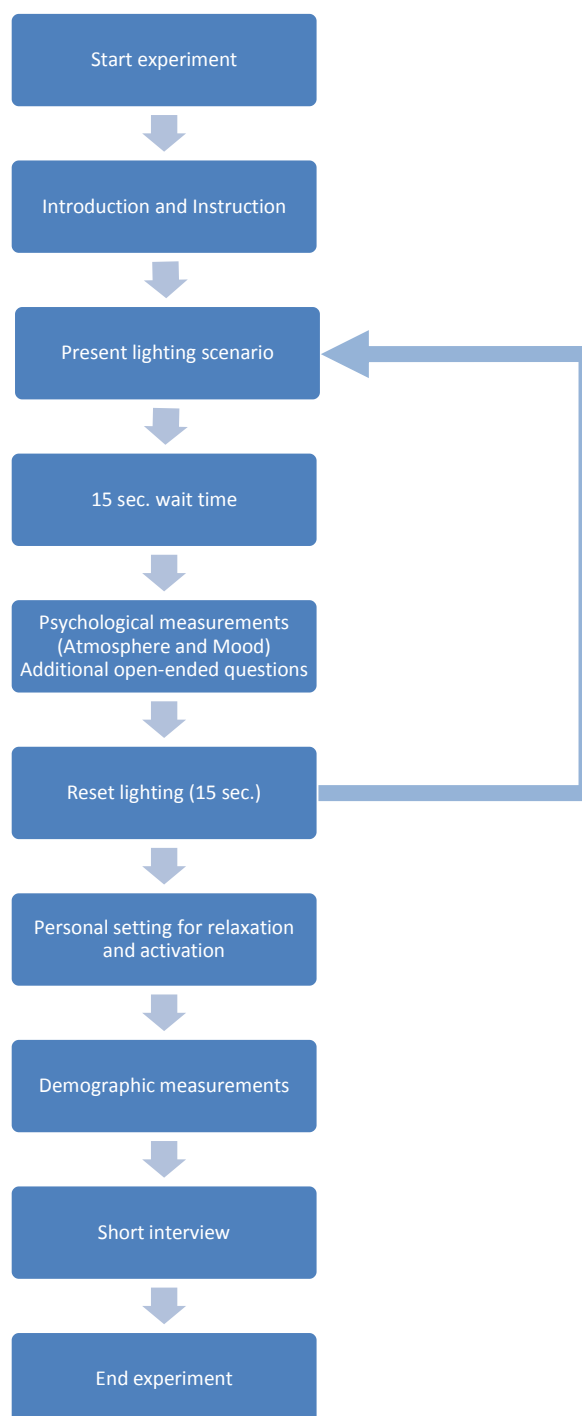 Start experiment
Introduction and Instruction
Present lighting scenario
15 sec. wait time
Psychological measurements
(Atmosphere and Mood)
Additional open-ended questions
Reset lighting (15 sec.)
Personal setting for relaxation
and activation
Demographic measurements
Short interview
End experiment